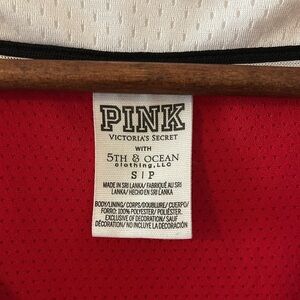 PINK
VICTORIA'S SECRET
WITH
5TH & OCEAN
clothing, LLC
S | P
MADE IN SRI LANKA/ FABRIQUÉ AU SRI
LANKA/ HECHO EN SRI LANKA
BODY/LINING/ CORPS/DOUBLURE/ CUERPO/
FORRO: 100% POLYESTER/ POLIÉSTER.
EXCLUSIVE OF DECORATION/ SAUF
DÉCORATION/ NO INCLUYE LA DECORACIÓN